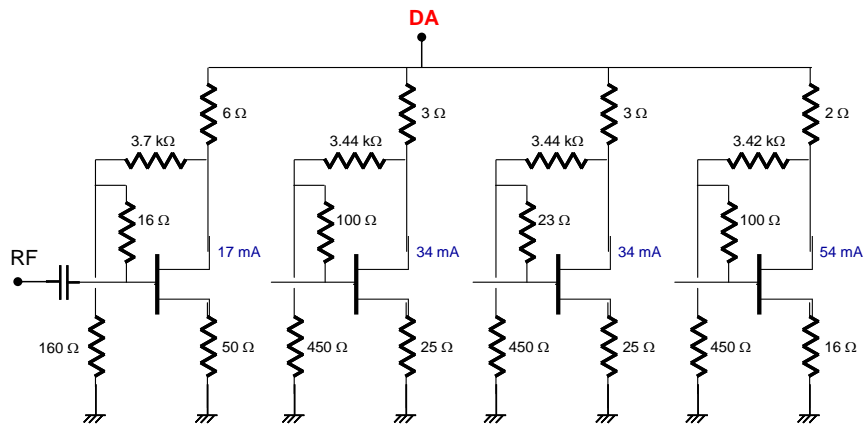 DA
6 Ω 3 Ω 3 Ω 2 Ω
3.7 kΩ 3.44 kΩ 3.44 kΩ 3.42 kΩ
16 Ω 100 Ω 23 Ω 100 Ω
17 mA 34 mA 34 mA 54 mA
RF
160 Ω 50 Ω 450 Ω 25 Ω 450 Ω 25 Ω 450 Ω 16 Ω